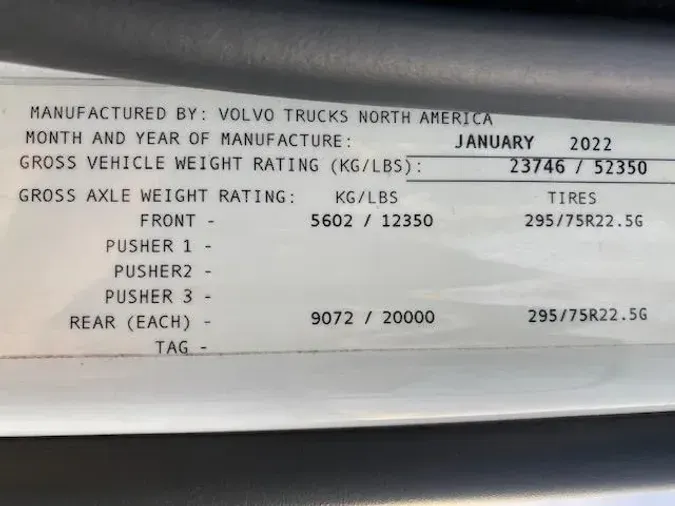 MANUFACTURED BY: VOLVO TRUCKS NORTH AMERICA
MONTH AND YEAR OF MANUFACTURE: JANUARY 2022
GROSS VEHICLE WEIGHT RATING (KG/LBS): 23746 / 52350
GROSS AXLE WEIGHT RATING: KG/LBS TIRES
FRONT - 5602 / 12350 295/75R22.5G
PUSHER 1 -
PUSHER2 -
PUSHER 3 -
REAR (EACH) - 9072 / 20000 295/75R22.5G
TAG -